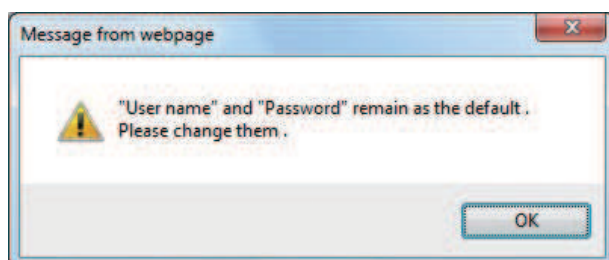 Message from webpage
"User name" and "Password" remain as the default .
Please change them .
OK